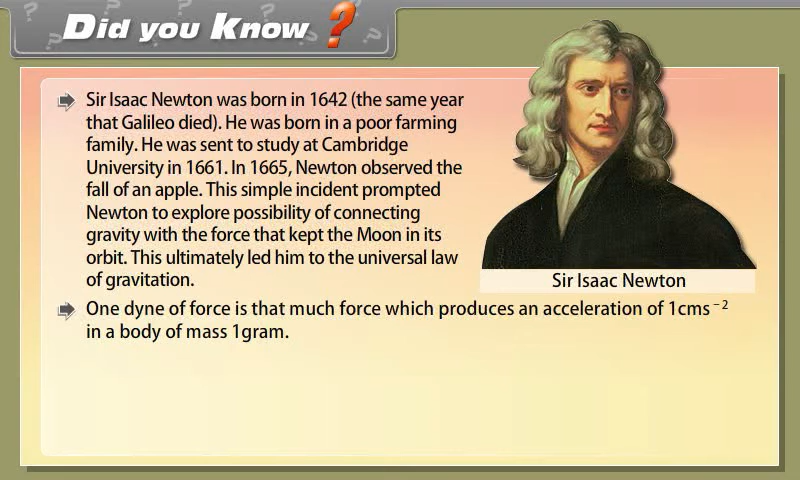 Did you Know ?
Sir Isaac Newton was born in 1642 (the same year
that Galileo died). He was born in a poor farming
family. He was sent to study at Cambridge
University in 1661. In 1665, Newton observed the
fall of an apple. This simple incident prompted
Newton to explore possibility of connecting
gravity with the force that kept the Moon in its
orbit. This ultimately led him to the universal law
of gravitation.
Sir Isaac Newton
One dyne of force is that much force which produces an acceleration of 1cms⁻²
in a body of mass 1gram.